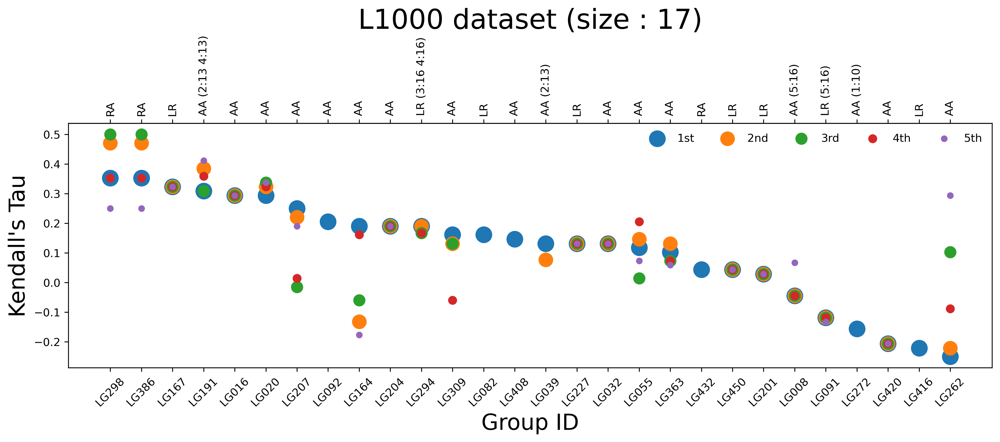 L1000 dataset (size : 17)
RA
RA
LR
AA (2:13 4:13)
AA
AA
AA
AA
AA
AA
LR (3:16 4:16)
AA
LR
AA
AA (2:13)
LR
AA
AA
AA
RA
LR
LR
AA (5:16)
LR (5:16)
AA (1:10)
AA
LR
AA
1st 2nd 3rd 4th 5th
Kendall's Tau
0.5
0.4
0.3
0.2
0.1
0.0
−0.1
−0.2
LG298
LG386
LG167
LG191
LG016
LG020
LG207
LG092
LG164
LG204
LG294
LG309
LG082
LG408
LG039
LG227
LG032
LG055
LG363
LG432
LG450
LG201
LG008
LG091
LG272
LG420
LG416
LG262
Group ID